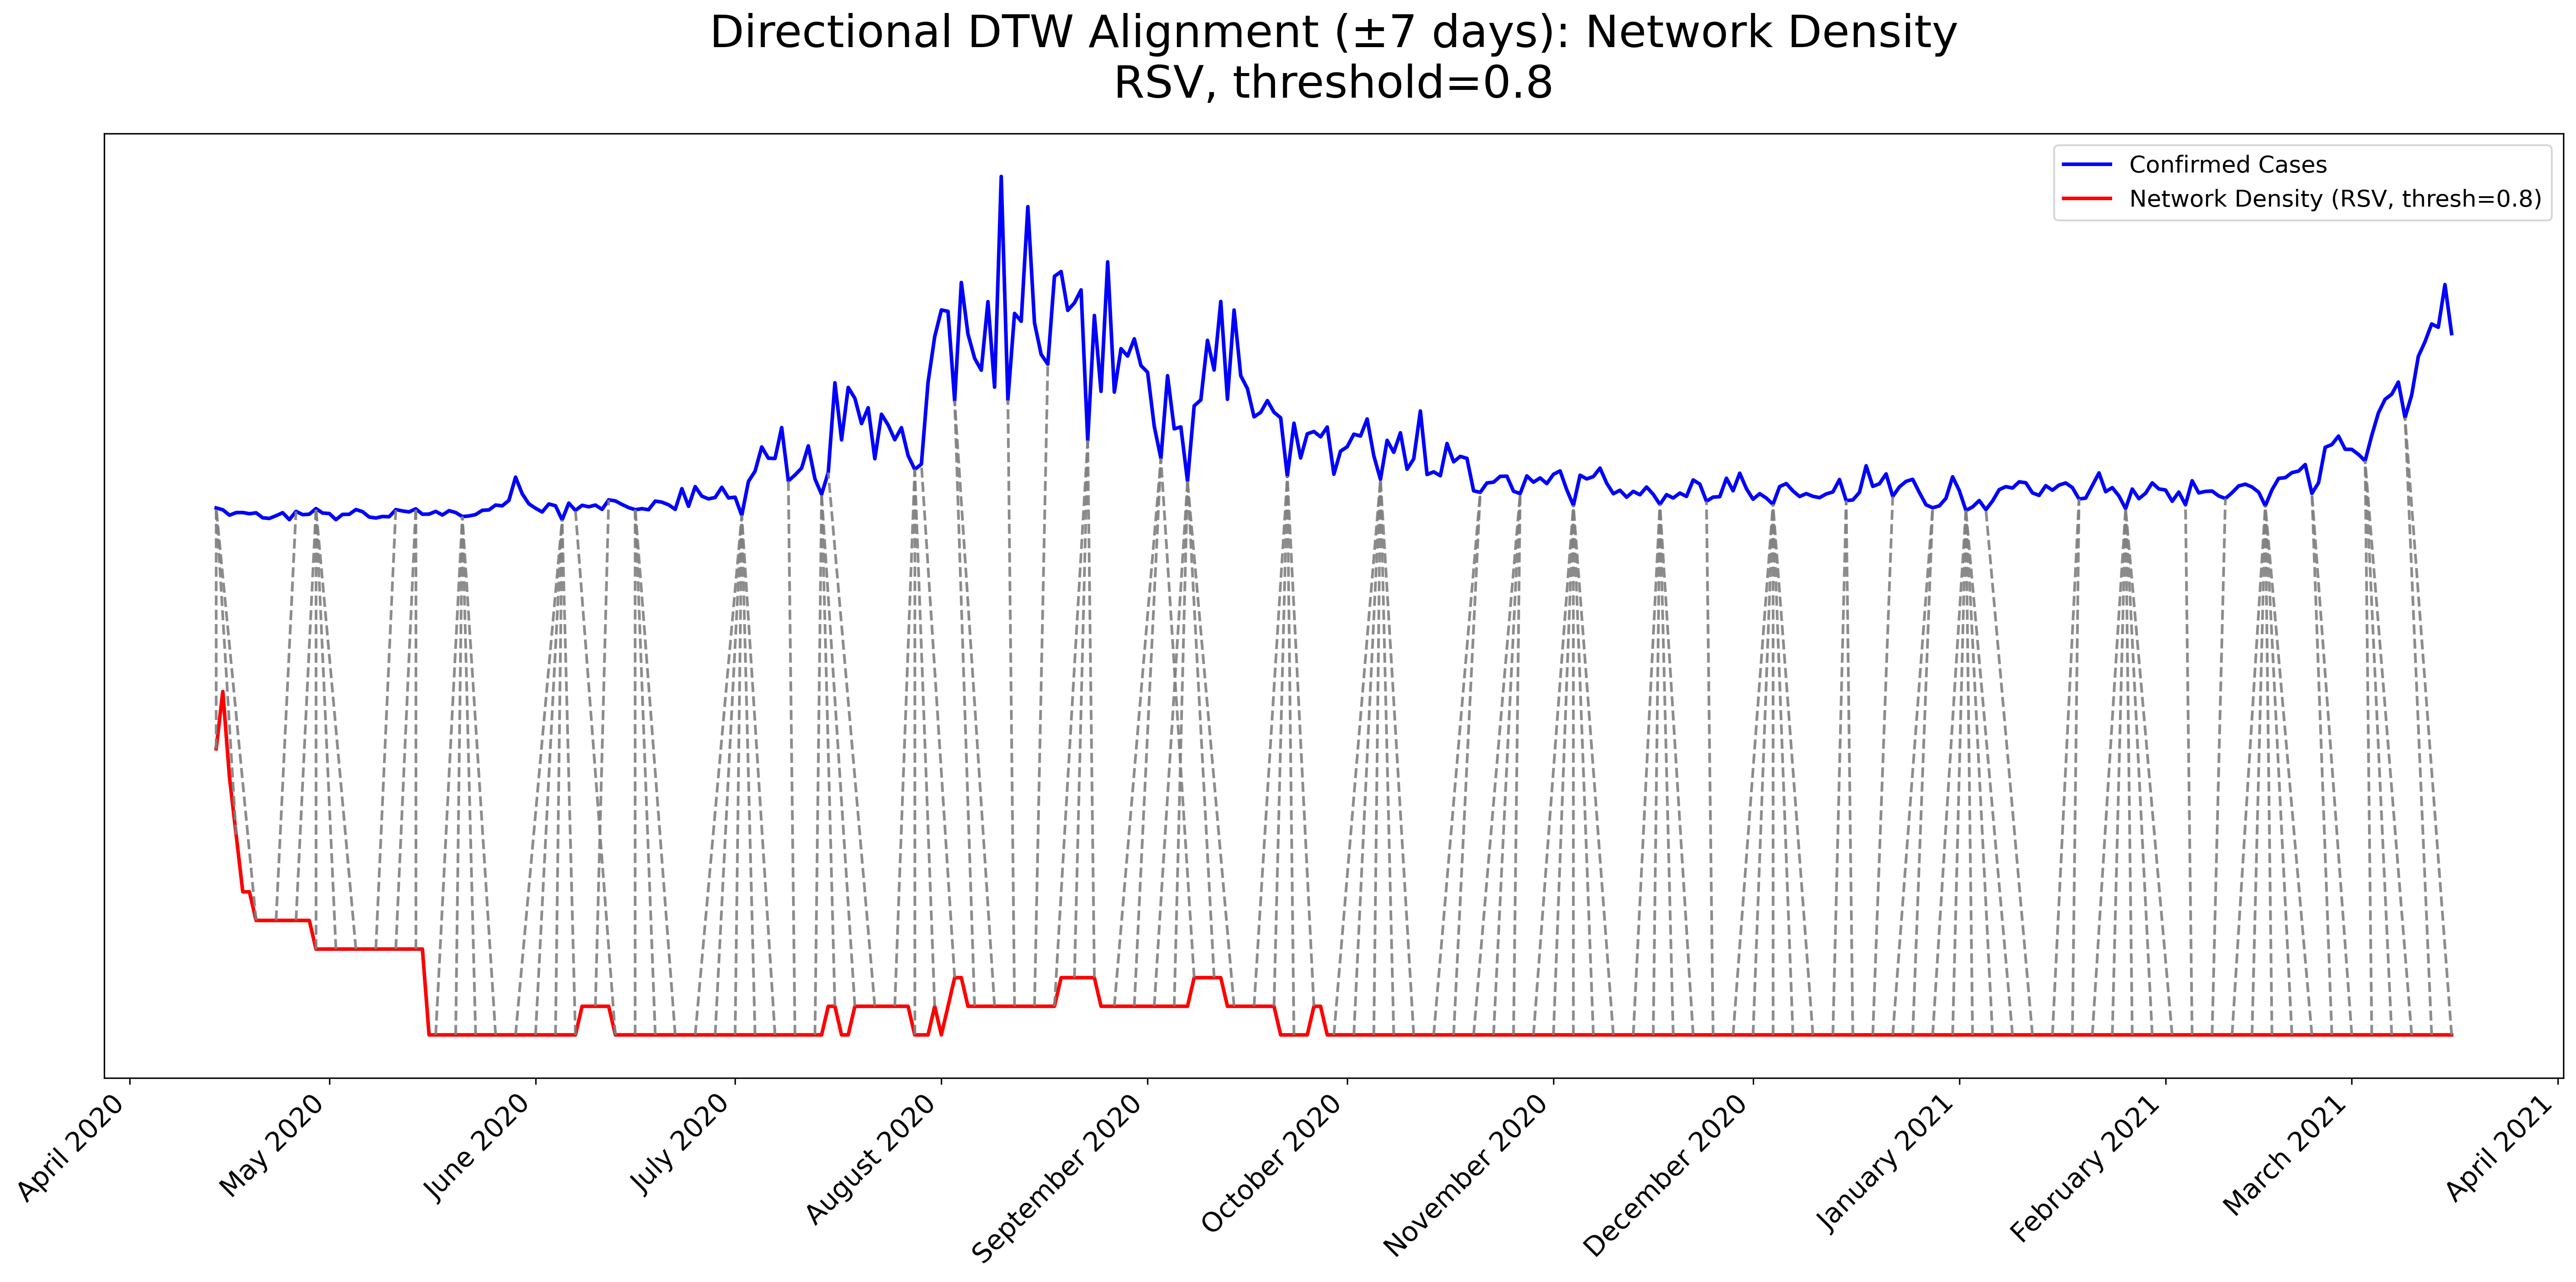 Directional DTW Alignment (±7 days): Network Density
RSV, threshold=0.8
Confirmed Cases
Network Density (RSV, thresh=0.8)
April 2020
May 2020
June 2020
July 2020
August 2020
September 2020
October 2020
November 2020
December 2020
January 2021
February 2021
March 2021
April 2021